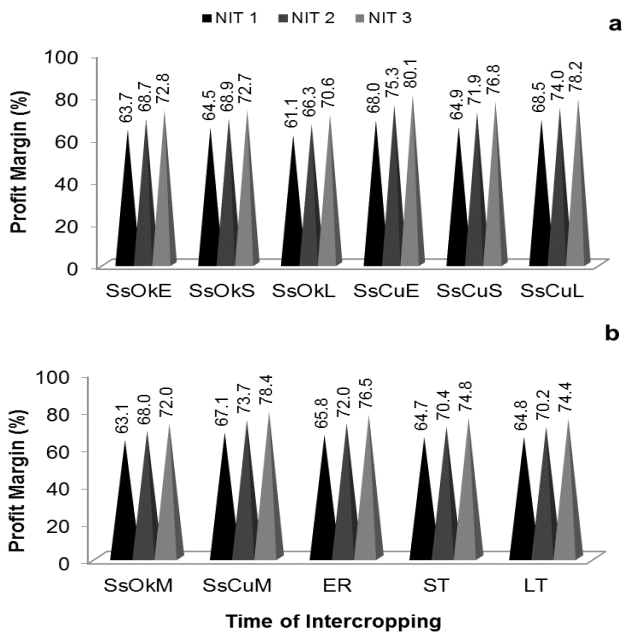 NIT 1 NIT 2 NIT 3
a
Profit Margin (%)
100
80
60
40
20
0
63.7 68.7 72.8 64.5 68.9 72.7 61.1 66.3 70.6 68.0 75.3 80.1 64.9 71.9 76.8 68.5 74.0 78.2
SsOkE SsOkS SsOkL SsCuE SsCuS SsCuL
b
Profit Margin (%)
100
80
60
40
20
0
63.1 68.0 72.0 67.1 73.7 78.4 65.8 72.0 76.5 64.7 70.4 74.8 64.8 70.2 74.4
SsOkM SsCuM ER ST LT
Time of Intercropping